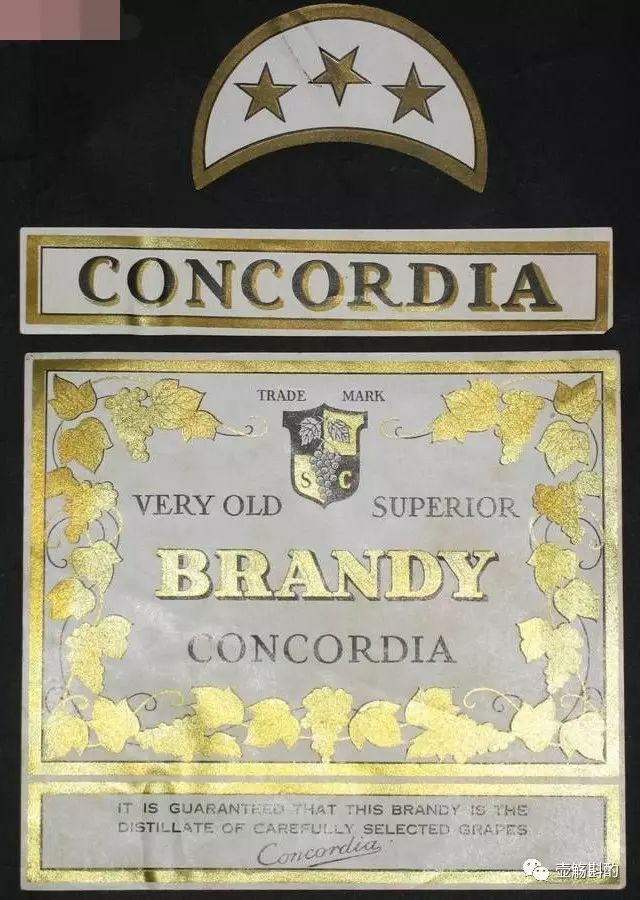 CONCORDIA
TRADE MARK
S C
VERY OLD SUPERIOR
BRANDY
CONCORDIA
IT IS GUARANTEED THAT THIS BRANDY IS THE
DISTILLATE OF CAREFULLY SELECTED GRAPES
Concordia
壶觞斟酌